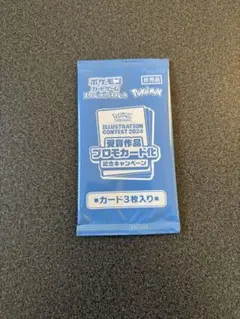 ポケモン
カードゲーム
非売品
Pokémon
Pokémon
ILLUSTRATION
CONTEST 2024
受賞作品
プロモカード化
記念キャンペーン
■カード3枚入り■